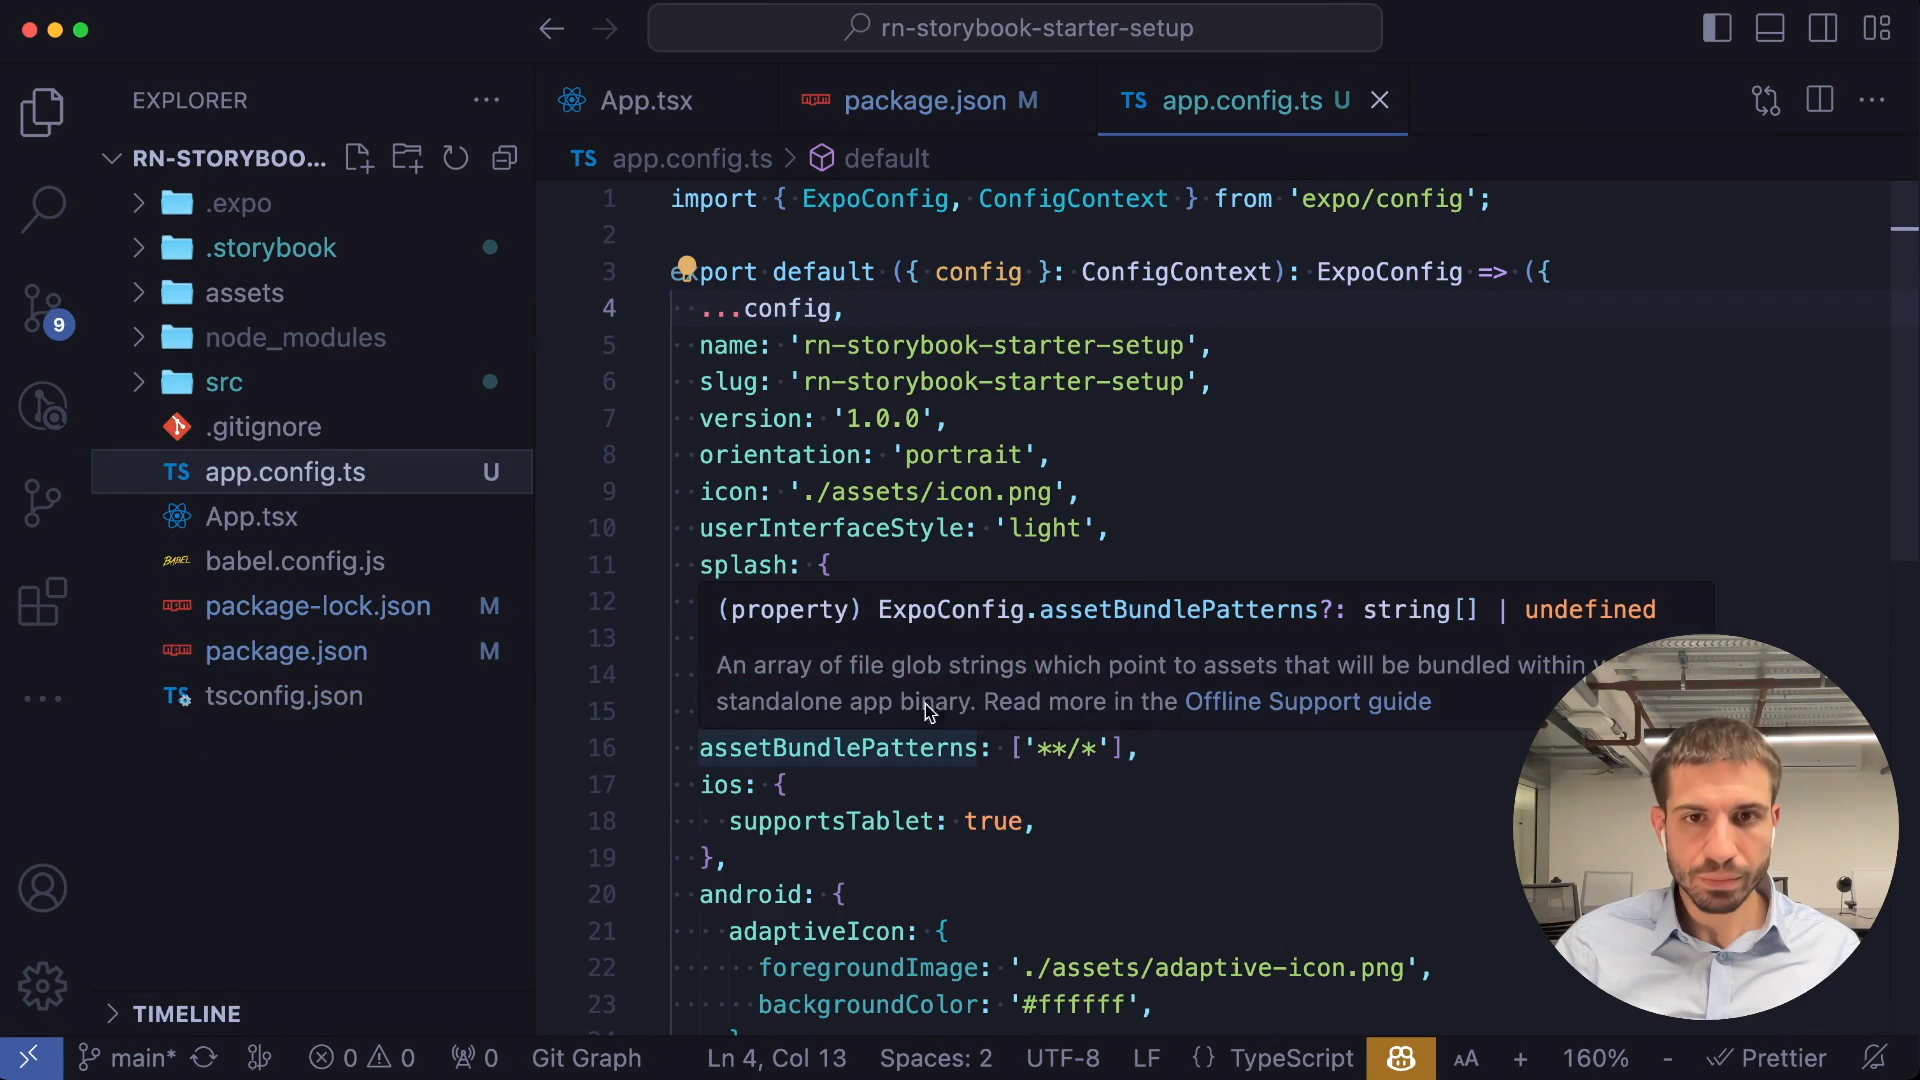 rn-storybook-starter-setup
EXPLORER
RN-STORYBOO...
.expo
.storybook
assets
node_modules
src
.gitignore
TS app.config.ts U
App.tsx
BABEL babel.config.js
package-lock.json M
package.json M
TS tsconfig.json
TIMELINE
9
App.tsx
package.json M
TS app.config.ts U
TS app.config.ts > default
1 import { ExpoConfig, ConfigContext } from 'expo/config';
2
3 export default ({ config }: ConfigContext): ExpoConfig => ({
4 ...config,
5 name: 'rn-storybook-starter-setup',
6 slug: 'rn-storybook-starter-setup',
7 version: '1.0.0',
8 orientation: 'portrait',
9 icon: './assets/icon.png',
10 userInterfaceStyle: 'light',
11 splash: {
12
13
14
15
(property) ExpoConfig.assetBundlePatterns?: string[] | undefined
An array of file glob strings which point to assets that will be bundled within
standalone app binary. Read more in the Offline Support guide
16 assetBundlePatterns: ['**/*'],
17 ios: {
18 supportsTablet: true,
19 },
20 android: {
21 adaptiveIcon: {
22 foregroundImage: './assets/adaptive-icon.png',
23 backgroundColor: '#ffffff',
main* 0 0 0 Git Graph Ln 4, Col 13 Spaces: 2 UTF-8 LF {} TypeScript AA + 160% - Prettier